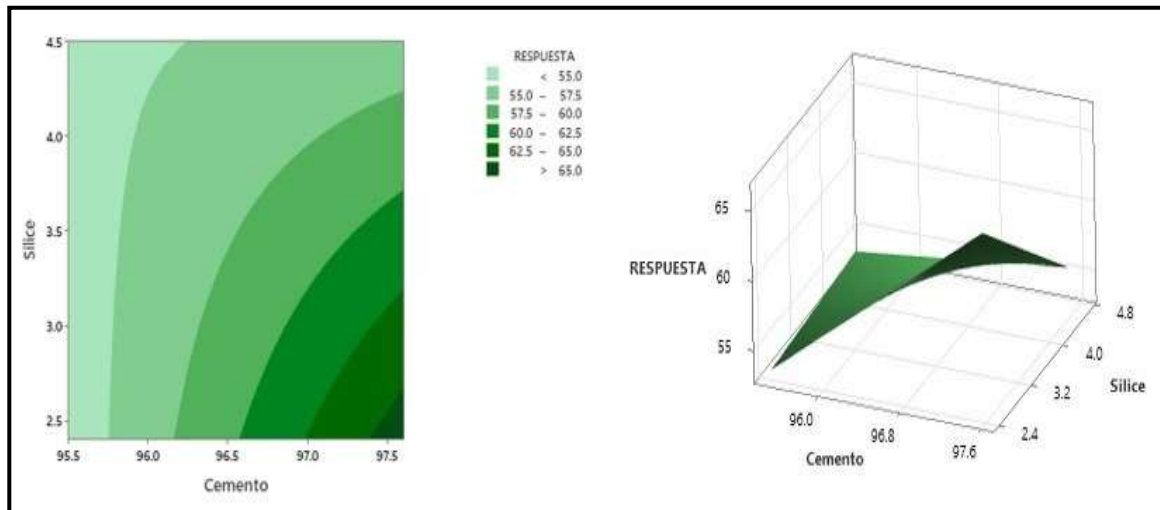 4.5
4.0
3.5
3.0
2.5
Sílice
95.5 96.0 96.5 97.0 97.5
Cemento
RESPUESTA
< 55.0
55.0 – 57.5
57.5 – 60.0
60.0 – 62.5
62.5 – 65.0
> 65.0
65
RESPUESTA
60
55
96.0
96.8
97.6
Cemento
4.8
4.0
3.2
2.4
Silice